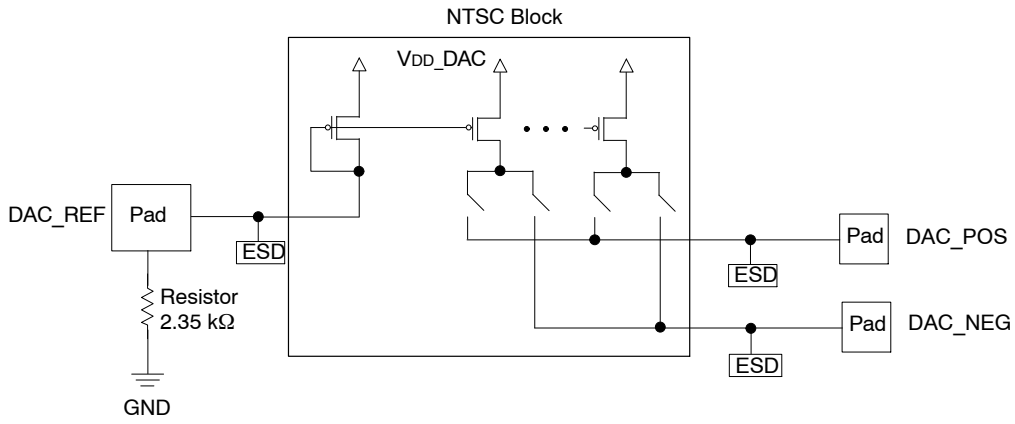 NTSC Block
VDD_DAC
DAC_REF
Pad
ESD
Resistor
2.35 kΩ
GND
Pad
DAC_POS
ESD
Pad
DAC_NEG
ESD